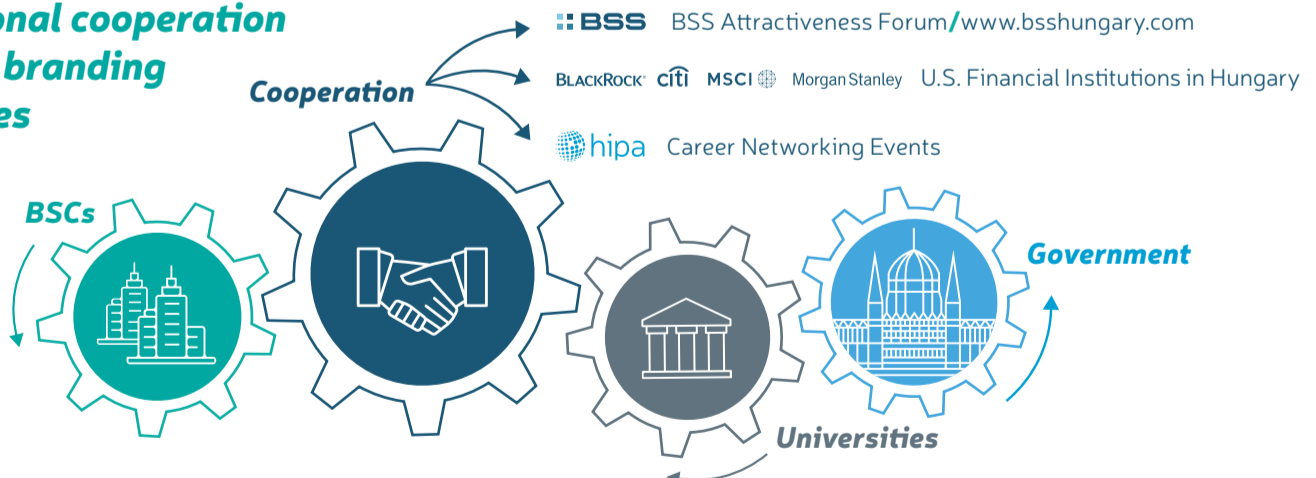 onal cooperation
branding
es
Cooperation
BSS BSS Attractiveness Forum/www.bsshungary.com
BLACKROCK citi MSCI Morgan Stanley U.S. Financial Institutions in Hungary
hipa Career Networking Events
BSCs
Government
Universities